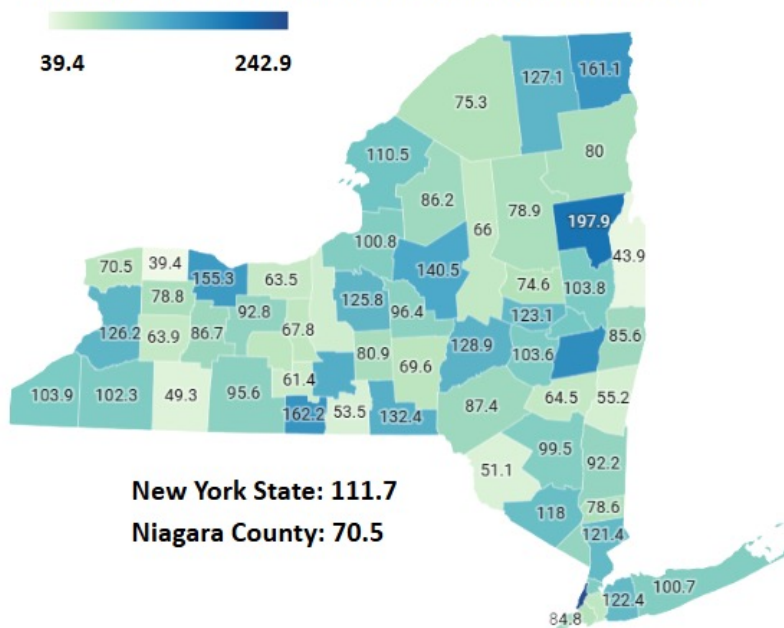 39.4 242.9
127.1 161.1
75.3
80
110.5
86.2
66 78.9 197.9
100.8 43.9
70.5 39.4 155.3 63.5 140.5 74.6 103.8
78.8 92.8 125.8 96.4 123.1
126.2 63.9 86.7 67.8 128.9 103.6 85.6
80.9 69.6
103.9 102.3 49.3 95.6 61.4 87.4 64.5 55.2
162.2 53.5 132.4
99.5
51.1 92.2
New York State: 111.7 118 78.6
Niagara County: 70.5 121.4
122.4 100.7
84.8